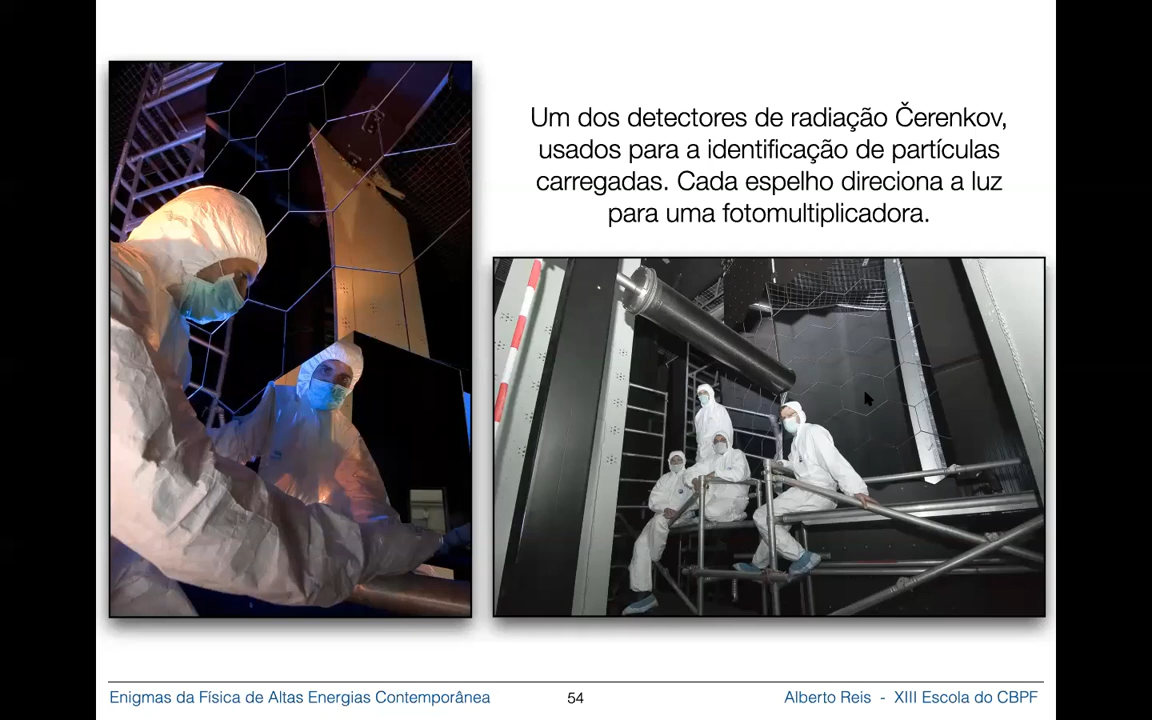 Um dos detectores de radiação Čerenkov,
usados para a identificação de partículas
carregadas. Cada espelho direciona a luz
para uma fotomultiplicadora.
Enigmas da Física de Altas Energias Contemporânea
54
Alberto Reis - XIII Escola do CBPF